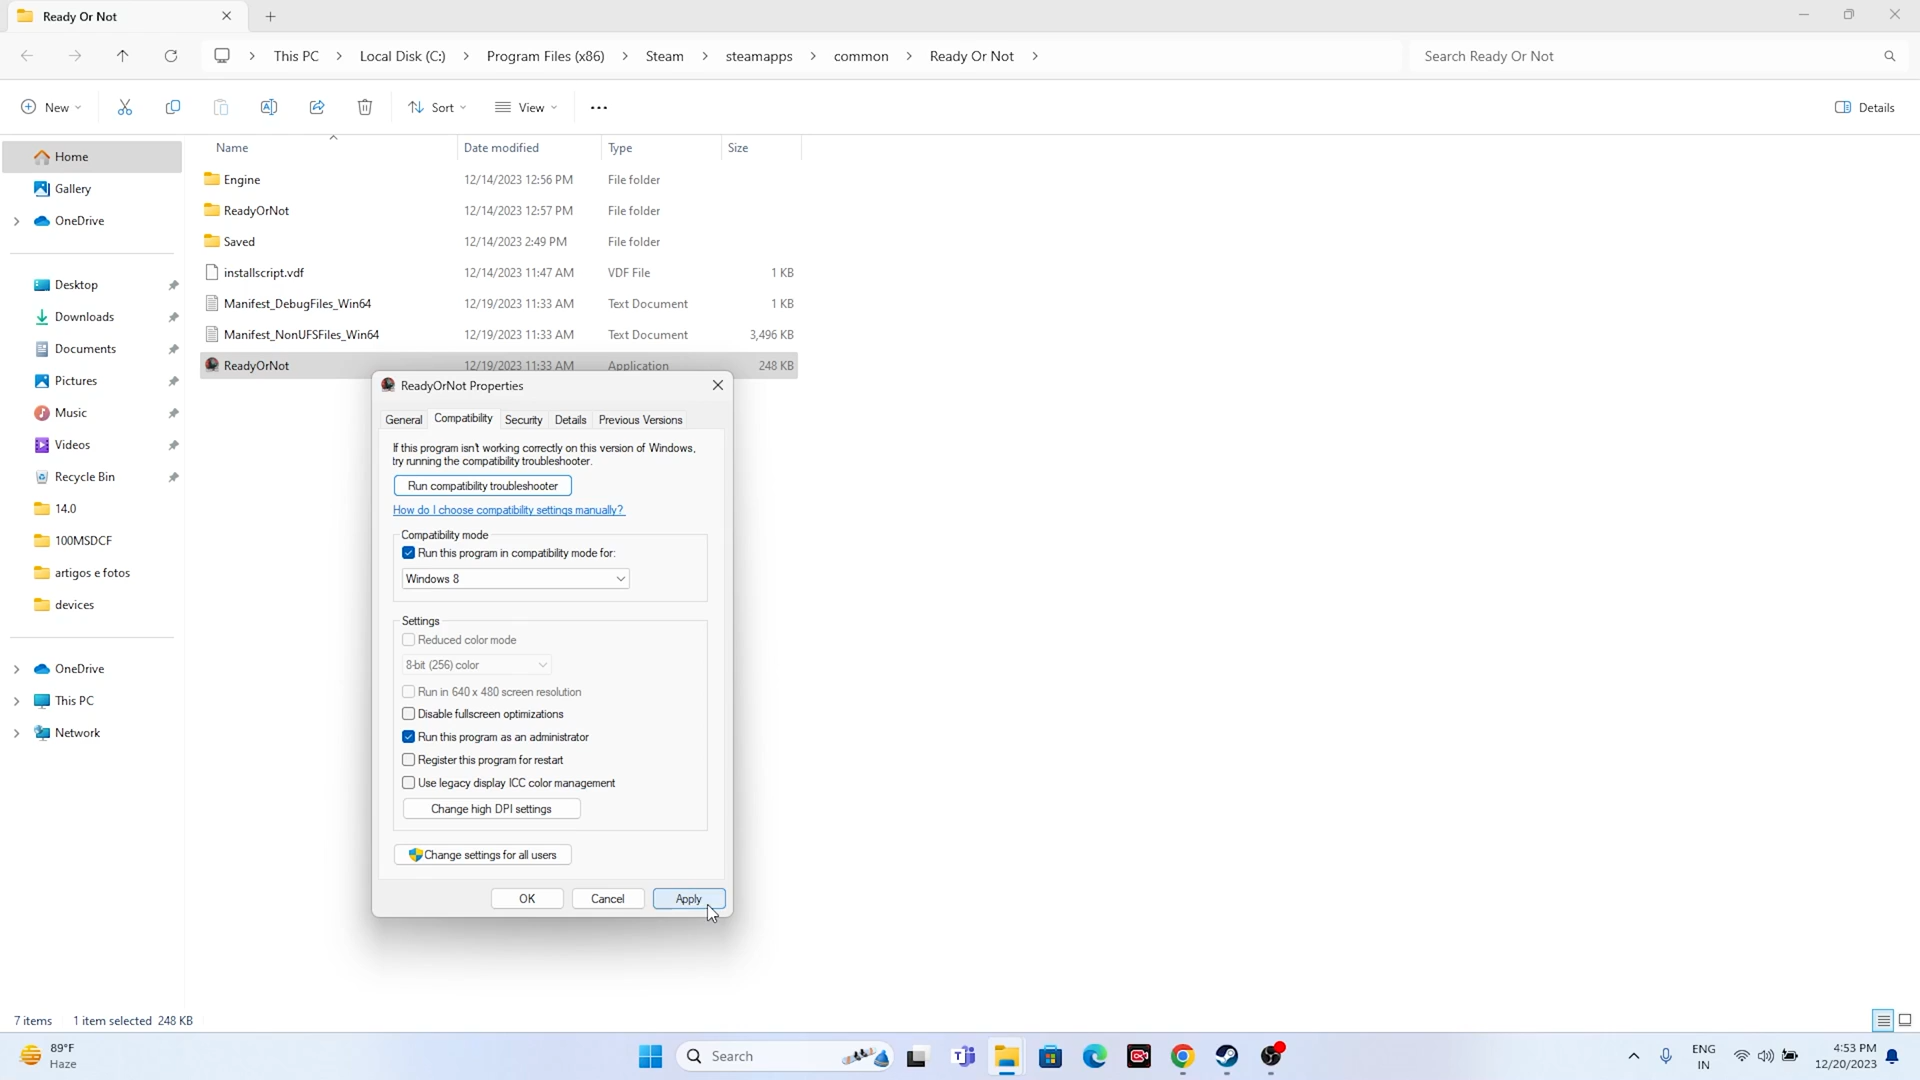 Ready Or Not
This PC > Local Disk (C:) > Program Files (x86) > Steam > steamapps > common > Ready Or Not >
Search Ready Or Not
New
Sort
View
Details
Name Date modified Type Size
Home
Gallery
OneDrive
Desktop
Downloads
Documents
Pictures
Music
Videos
Recycle Bin
14.0
100MSDCF
artigos e fotos
devices
OneDrive
This PC
Network
Engine 12/14/2023 12:56 PM File folder
ReadyOrNot 12/14/2023 12:57 PM File folder
Saved 12/14/2023 2:49 PM File folder
installscript.vdf 12/14/2023 11:47 AM VDF File 1 KB
Manifest_DebugFiles_Win64 12/19/2023 11:33 AM Text Document 1 KB
Manifest_NonUFSFiles_Win64 12/19/2023 11:33 AM Text Document 3,496 KB
ReadyOrNot 12/19/2023 11:33 AM Application 248 KB
ReadyOrNot Properties
General Compatibility Security Details Previous Versions
If this program isn't working correctly on this version of Windows,
try running the compatibility troubleshooter.
Run compatibility troubleshooter
How do I choose compatibility settings manually?
Compatibility mode
Run this program in compatibility mode for:
Windows 8
Settings
Reduced color mode
8-bit (256) color
Run in 640 x 480 screen resolution
Disable fullscreen optimizations
Run this program as an administrator
Register this program for restart
Use legacy display ICC color management
Change high DPI settings
Change settings for all users
OK Cancel Apply
7 items 1 item selected 248 KB
89°F
Haze
Search
ENG
IN
4:53 PM
12/20/2023